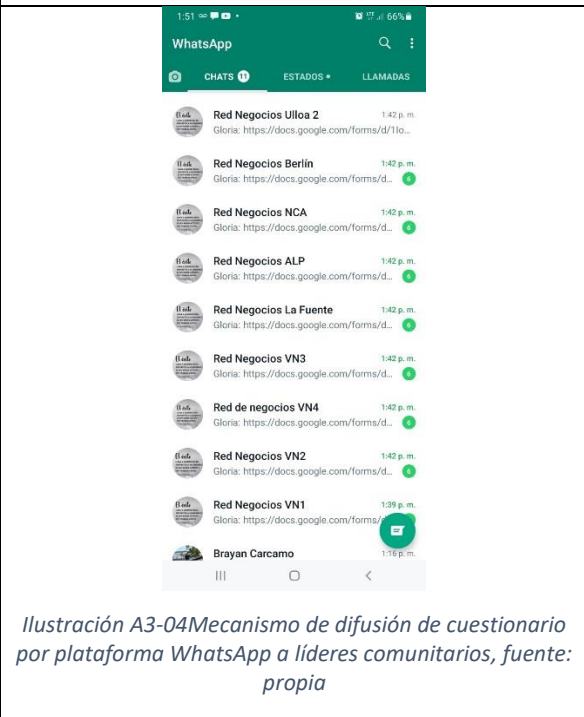 1:51
66%
WhatsApp
CHATS 11 ESTADOS • LLAMADAS
Red Negocios Ulloa 2 1:42 p. m.
Gloria: https://docs.google.com/forms/d/1lo...
Red Negocios Berlín 1:42 p. m.
Gloria: https://docs.google.com/forms/d... 6
Red Negocios NCA 1:42 p. m.
Gloria: https://docs.google.com/forms/d... 6
Red Negocios ALP 1:42 p. m.
Gloria: https://docs.google.com/forms/d... 6
Red Negocios La Fuente 1:42 p. m.
Gloria: https://docs.google.com/forms/d... 6
Red Negocios VN3 1:42 p. m.
Gloria: https://docs.google.com/forms/d... 6
Red de negocios VN4 1:42 p. m.
Gloria: https://docs.google.com/forms/d... 6
Red Negocios VN2 1:42 p. m.
Gloria: https://docs.google.com/forms/d... 6
Red Negocios VN1 1:39 p. m.
Gloria: https://docs.google.com/forms/
Brayan Carcamo 1:16 p. m.
Ilustración A3-04Mecanismo de difusión de cuestionario
por plataforma WhatsApp a líderes comunitarios, fuente:
propia